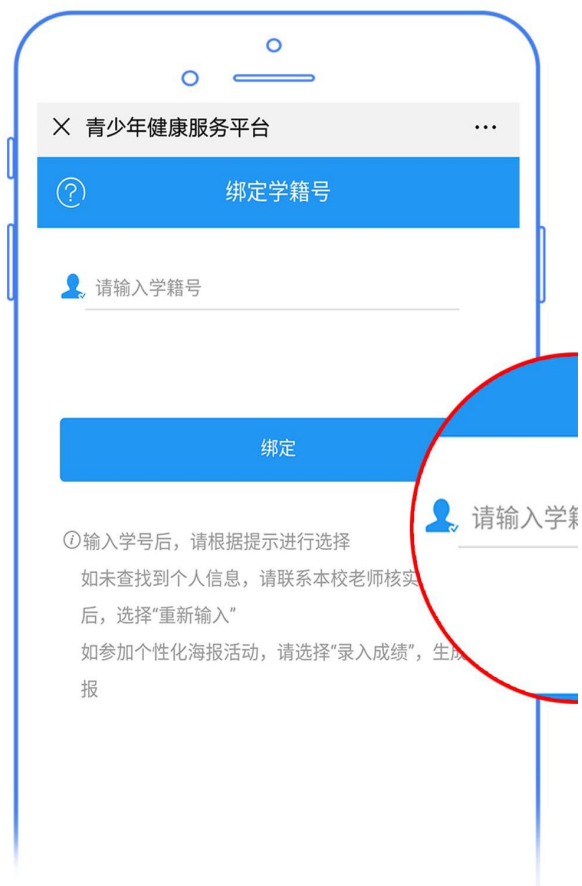 青少年健康服务平台
绑定学籍号
请输入学籍号
绑定
输入学号后，请根据提示进行选择
如未查找到个人信息，请联系本校老师核实
后，选择“重新输入”
如参加个性化海报活动，请选择“录入成绩”，生成
报
请输入学籍